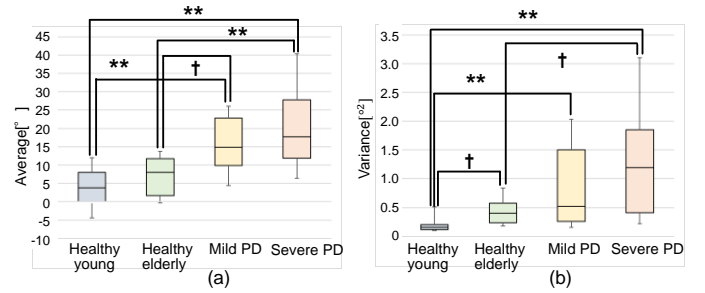 **
**
**
†
45
40
35
30
25
20
15
10
5
0
-5
-10
Average[° ]
Healthy young
Healthy elderly
Mild PD
Severe PD
(a)
**
†
**
†
3.5
3.0
2.5
2.0
1.5
1.0
0.5
0
Variance[°2]
Healthy young
Healthy elderly
Mild PD
Severe PD
(b)